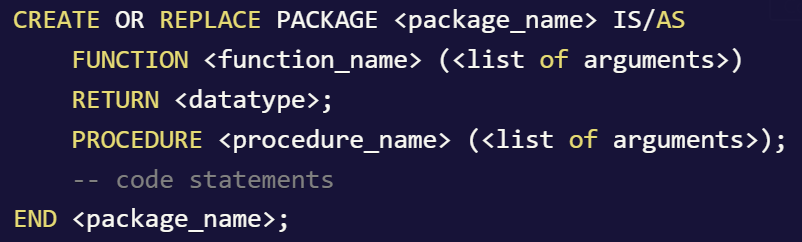 CREATE OR REPLACE PACKAGE <package_name> IS/AS
    FUNCTION <function_name> (<list of arguments>)
    RETURN <datatype>;
    PROCEDURE <procedure_name> (<list of arguments>);
    -- code statements
END <package_name>;